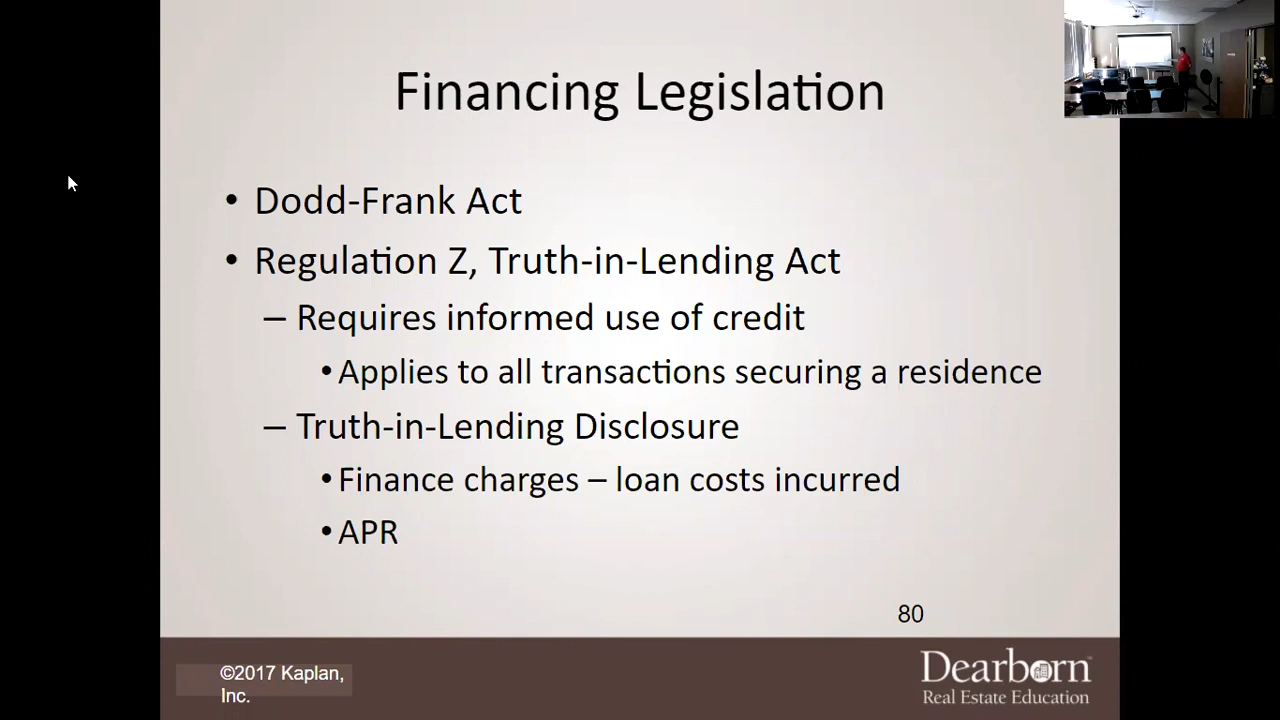 Financing Legislation
• Dodd-Frank Act
• Regulation Z, Truth-in-Lending Act
– Requires informed use of credit
• Applies to all transactions securing a residence
– Truth-in-Lending Disclosure
• Finance charges – loan costs incurred
• APR
80
©2017 Kaplan,
Inc.
Dearborn™
Real Estate Education